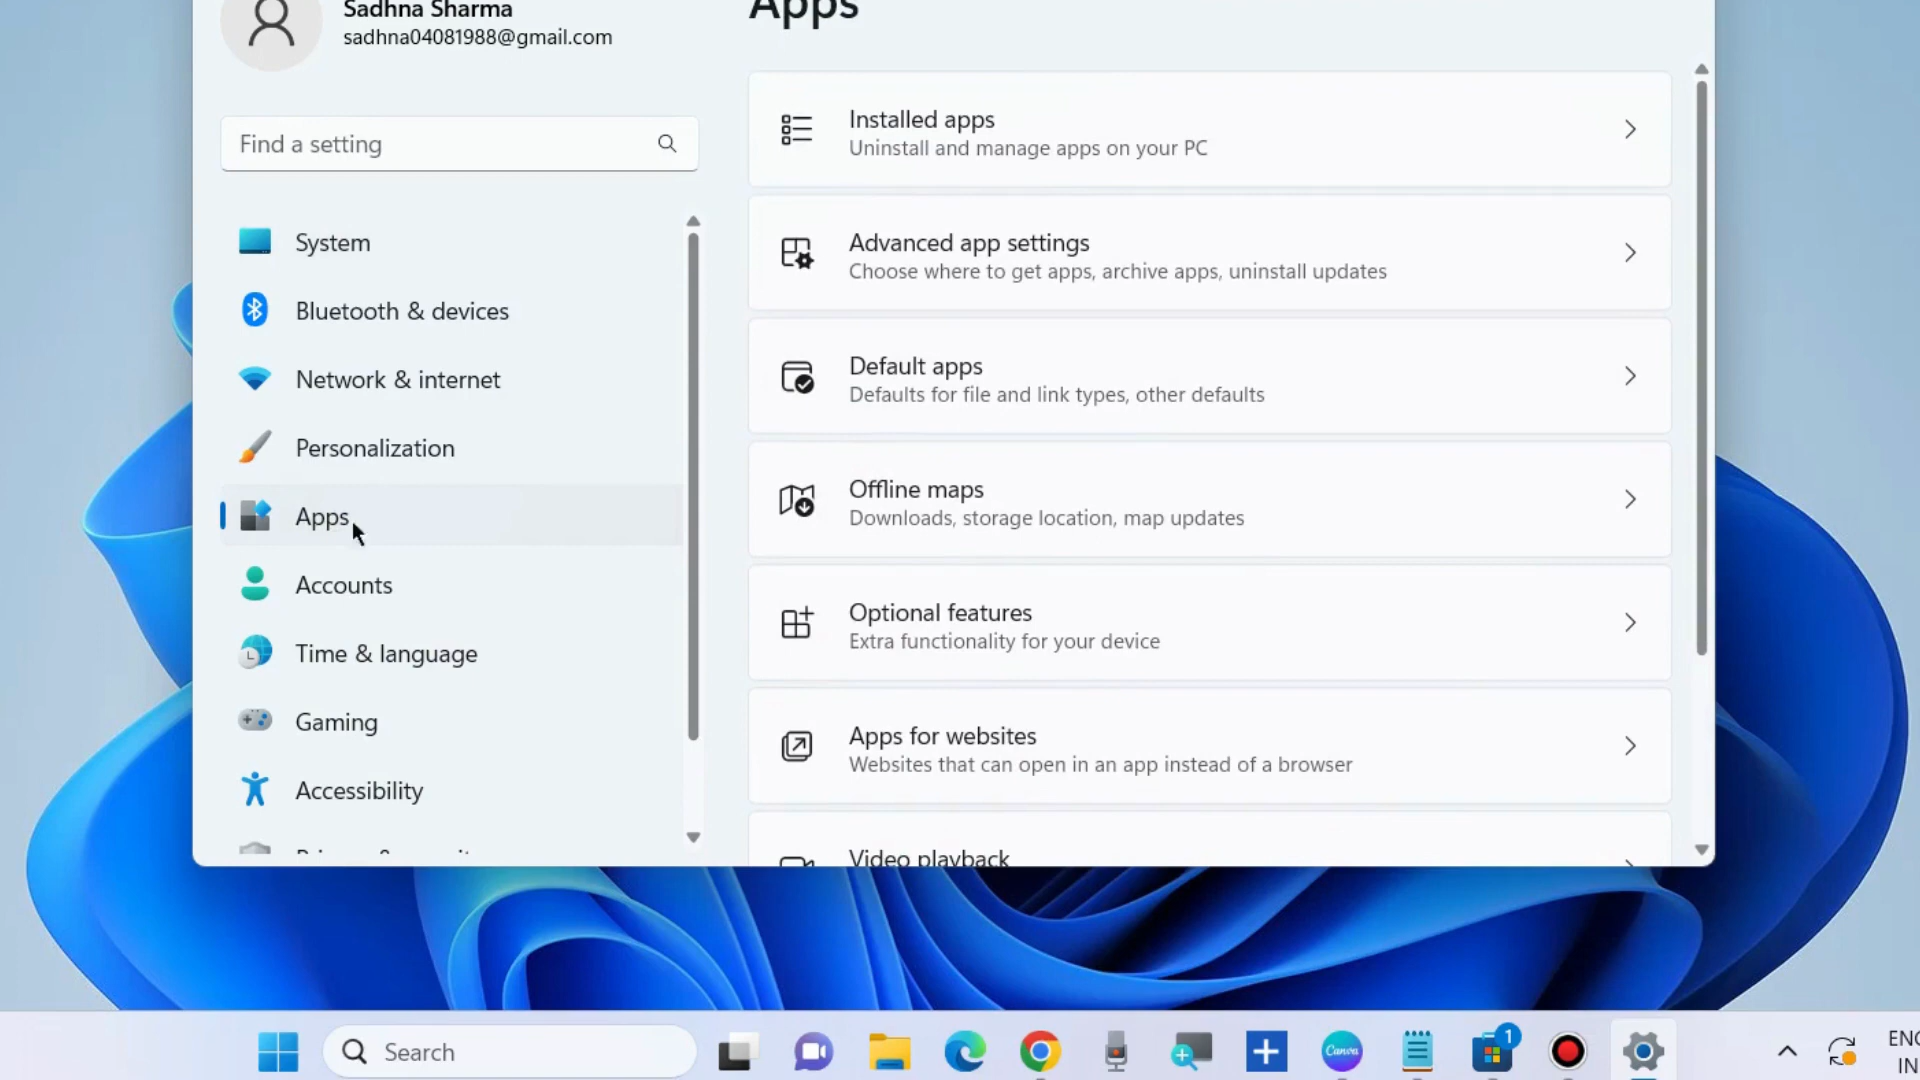 Sadhna Sharma
sadhna04081988@gmail.com
Apps
Find a setting
System
Bluetooth & devices
Network & internet
Personalization
Apps
Accounts
Time & language
Gaming
Accessibility
Installed apps
Uninstall and manage apps on your PC
Advanced app settings
Choose where to get apps, archive apps, uninstall updates
Default apps
Defaults for file and link types, other defaults
Offline maps
Downloads, storage location, map updates
Optional features
Extra functionality for your device
Apps for websites
Websites that can open in an app instead of a browser
Video playback
Search
Canva
1
ENG
IN